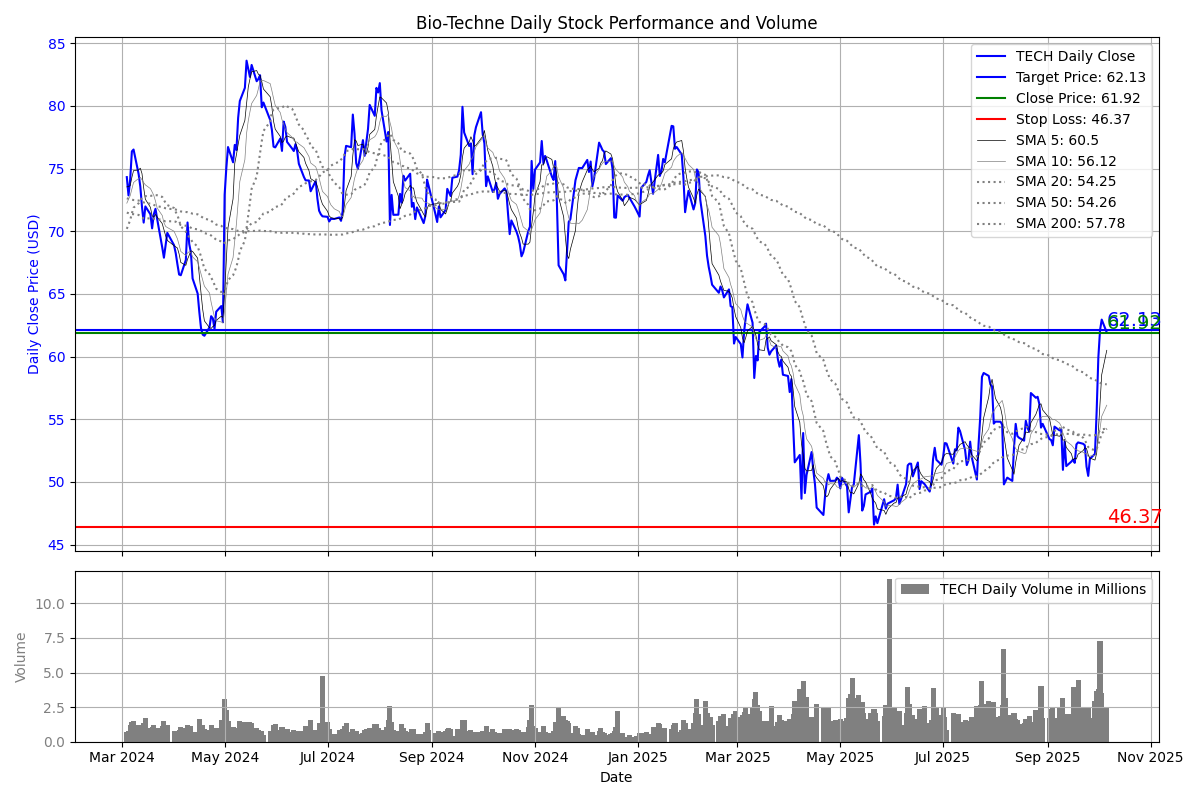 Bio-Techne Daily Stock Performance and Volume
Daily Close Price (USD)
85
80
75
70
65
60
55
50
45
TECH Daily Close
Target Price: 62.13
Close Price: 61.92
Stop Loss: 46.37
SMA 5: 60.5
SMA 10: 56.12
SMA 20: 54.25
SMA 50: 54.26
SMA 200: 57.78
62.13
61.92
46.37
Volume
10.0
7.5
5.0
2.5
0.0
TECH Daily Volume in Millions
Mar 2024
May 2024
Jul 2024
Sep 2024
Nov 2024
Jan 2025
Mar 2025
May 2025
Jul 2025
Sep 2025
Nov 2025
Date